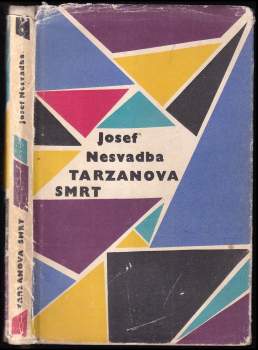 Josef Nesvadba
TARZANOVA SMRT
Josef
Nesvadba
TARZANOVA
SMRT